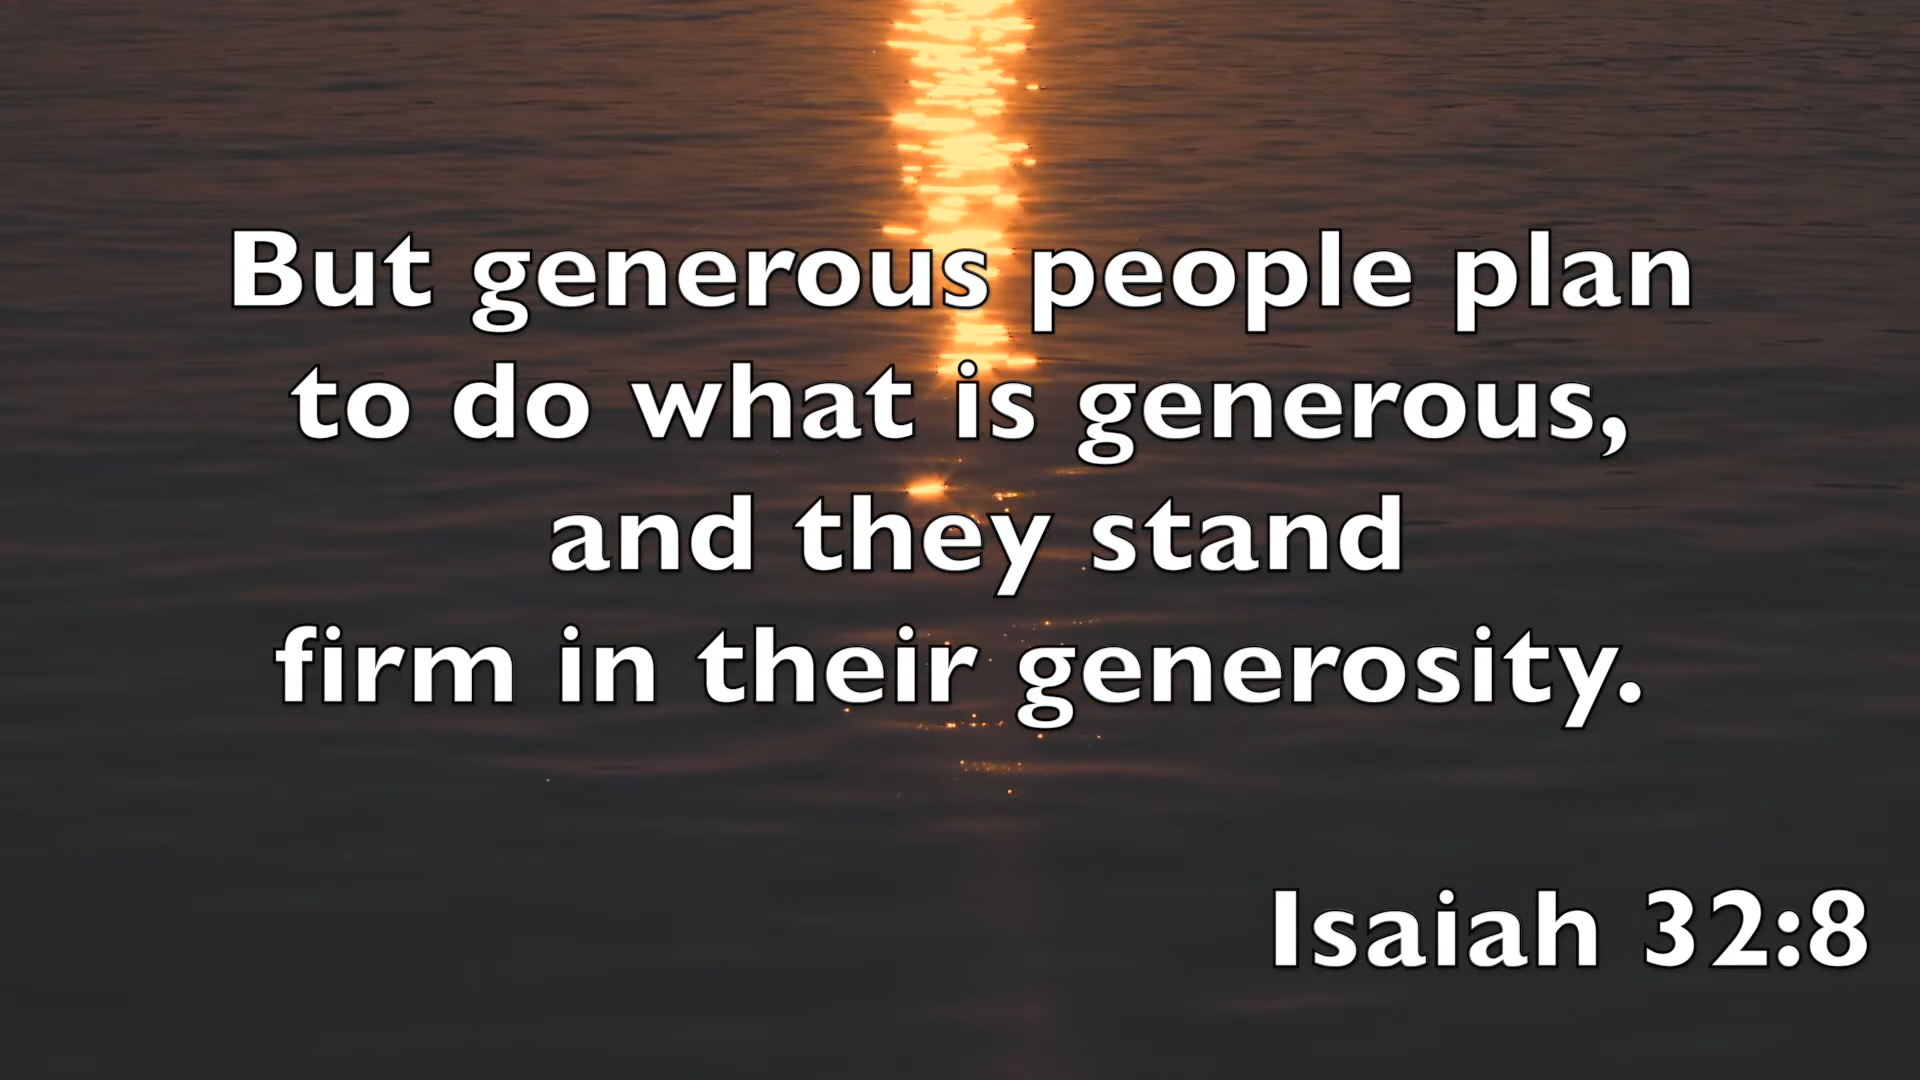 But generous people plan
to do what is generous,
and they stand
firm in their generosity.
Isaiah 32:8